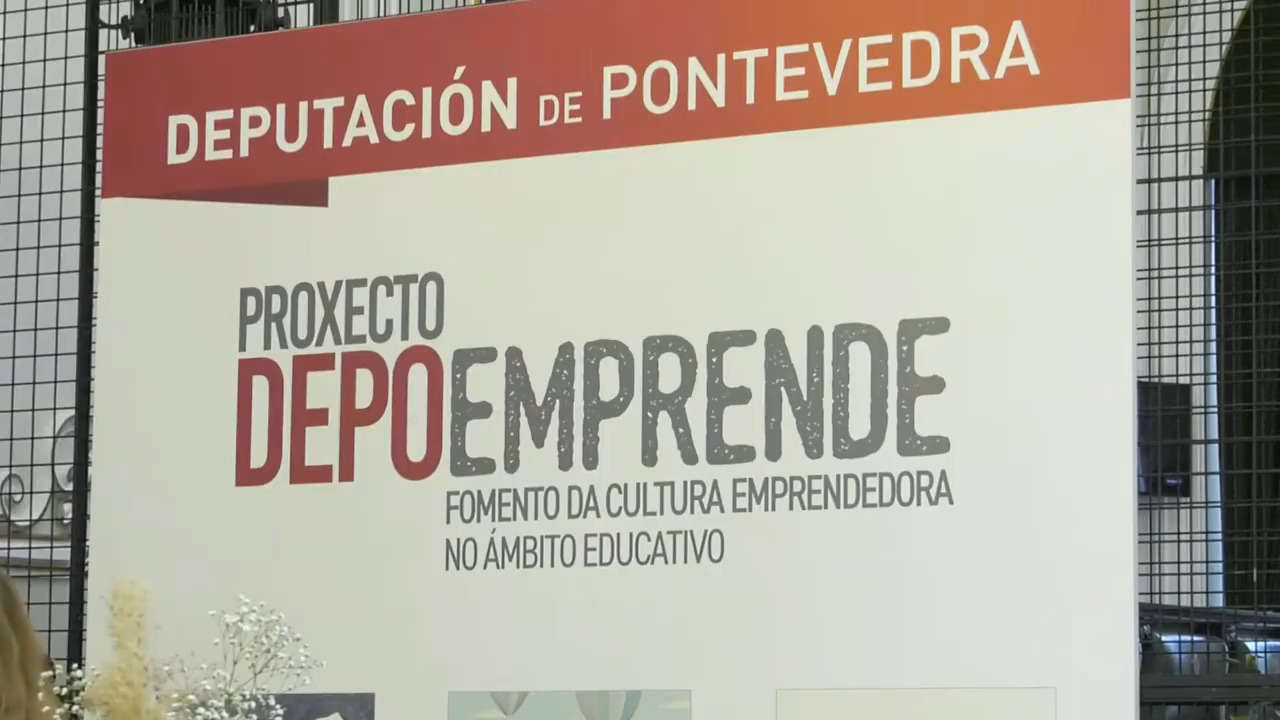 DEPUTACIÓN DE PONTEVEDRA
PROXECTO
DEPOEMPRENDE
FOMENTO DA CULTURA EMPRENDEDORA
NO ÁMBITO EDUCATIVO